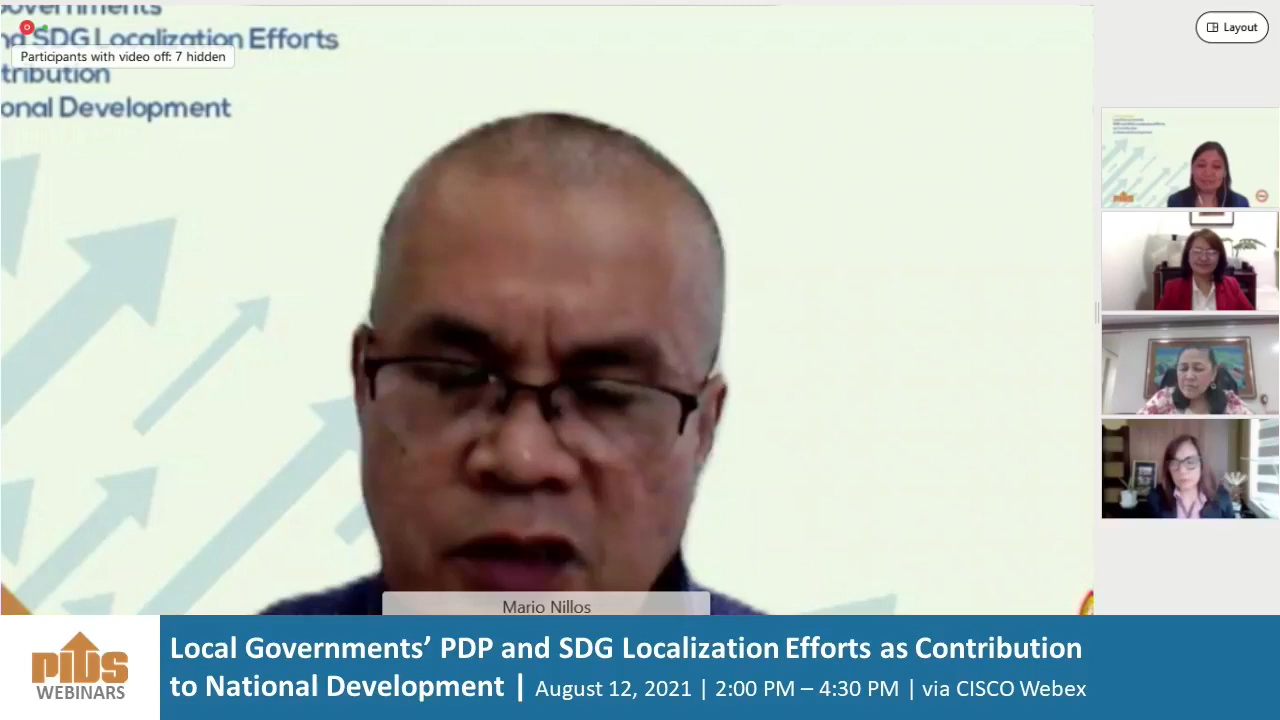 Governments
nd SDG Localization Efforts
Participants with video off: 7 hidden
tribution
onal Development
Layout
Mario Nillos
PIDS
WEBINARS
Local Governments' PDP and SDG Localization Efforts as Contribution
to National Development | August 12, 2021 | 2:00 PM – 4:30 PM | via CISCO Webex